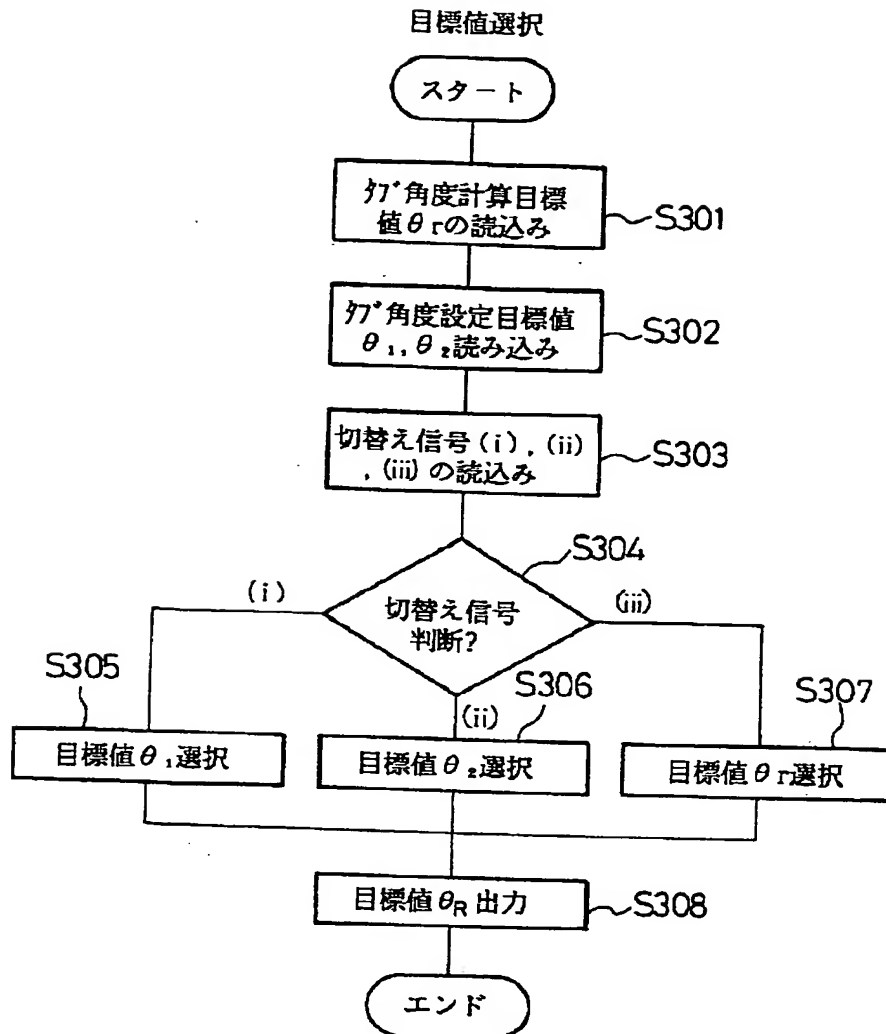 目標値選択
スタート
ﾀﾌﾞ角度計算目標
値θrの読込み
S301
ﾀﾌﾞ角度設定目標値
θ₁,θ₂読み込み
S302
切替え信号(i),(ii)
,(iii)の読込み
S303
S304
(i)
切替え信号
判断?
(iii)
S305
(ii)
S306
S307
目標値θ₁選択
目標値θ₂選択
目標値θr選択
目標値θR出力
S308
エンド